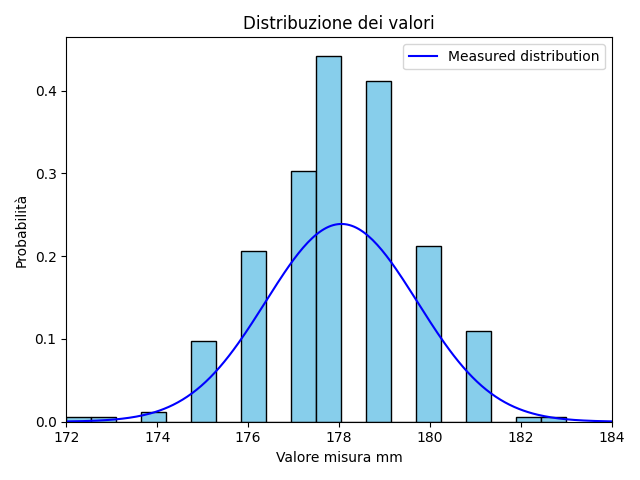 Distribuzione dei valori
Measured distribution
Probabilità
0.4
0.3
0.2
0.1
0.0
172 174 176 178 180 182 184
Valore misura mm